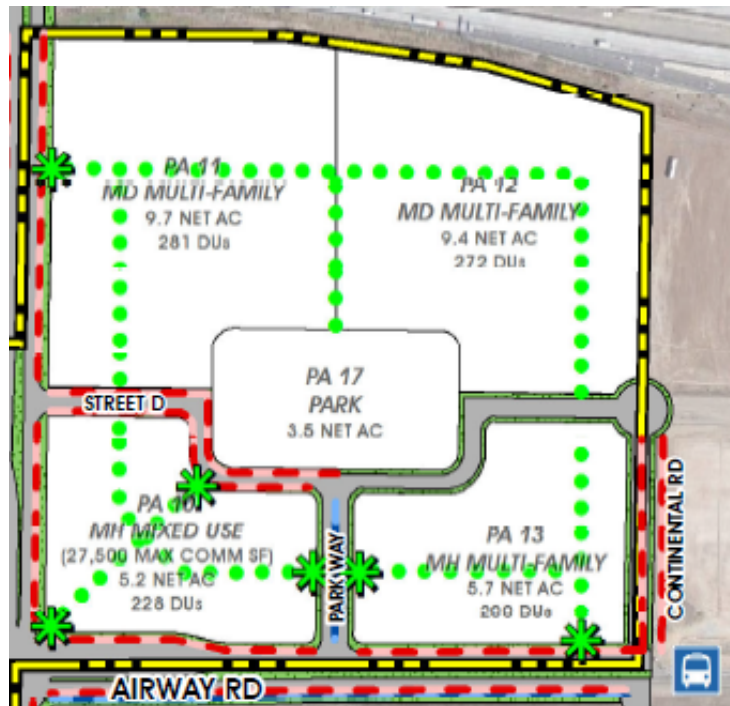 PA 11
MD MULTI-FAMILY
9.7 NET AC
281 DUs
PA 12
MD MULTI-FAMILY
9.4 NET AC
272 DUs
PA 17
PARK
3.5 NET AC
STREET D
PA 10
MH MIXED USE
(27,500 MAX COMM SF)
5.2 NET AC
228 DUs
PARK WAY
PA 13
MH MULTI-FAMILY
5.7 NET AC
200 DUs
CONTINENTAL RD
AIRWAY RD